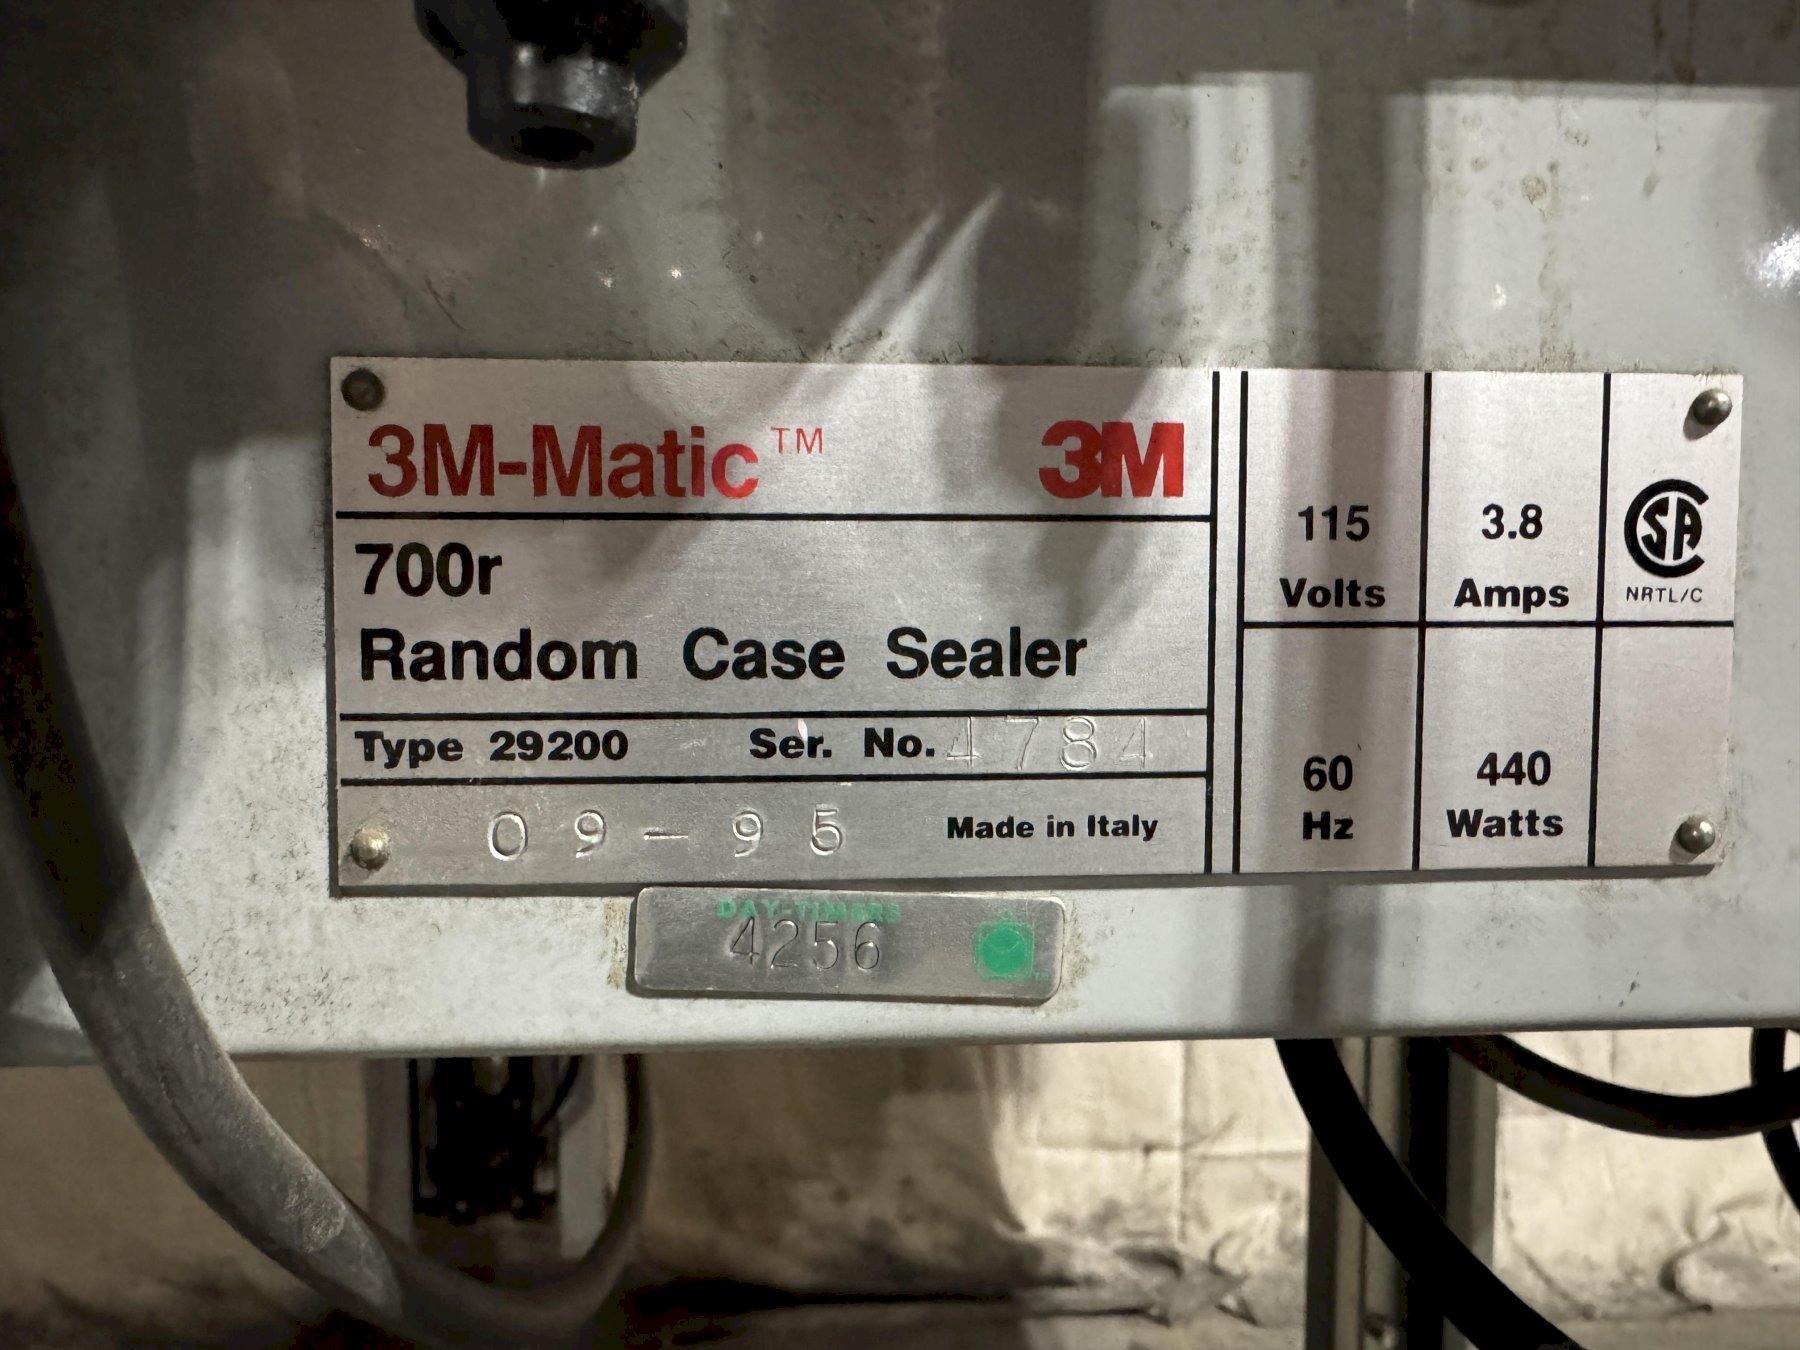 3M-Matic™ 3M
700r
Random Case Sealer
Type 29200 Ser. No. 4784
09-95 Made in Italy
115 Volts
3.8 Amps
CSA
NRTL/C
60 Hz
440 Watts
DAY-TIMERS
4256